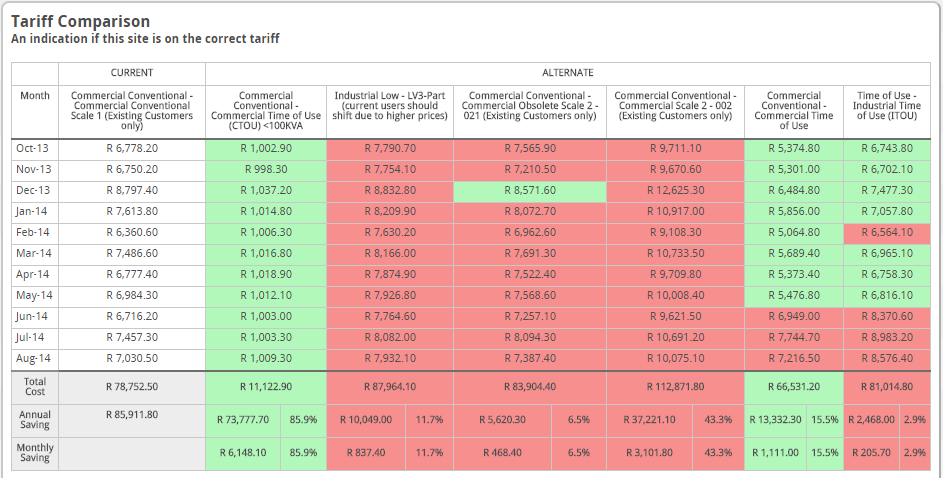 Tariff Comparison
An indication if this site is on the correct tariff
CURRENT ALTERNATE
Month
Commercial Conventional -
Commercial Conventional
Scale 1 (Existing Customers
only)
Commercial
Conventional -
Commercial Time of Use
(CTOU) <100KVA
Industrial Low - LV3-Part
(current users should
shift due to higher prices)
Commercial Conventional -
Commercial Obsolete Scale 2 -
021 (Existing Customers only)
Commercial Conventional -
Commercial Scale 2 - 002
(Existing Customers only)
Commercial
Conventional -
Commercial Time
of Use
Time of Use -
Industrial Time
of Use (ITOU)
Oct-13 R 6,778.20 R 1,002.90 R 7,790.70 R 7,565.90 R 9,711.10 R 5,374.80 R 6,743.80
Nov-13 R 6,750.20 R 998.30 R 7,754.10 R 7,210.50 R 9,670.60 R 5,301.00 R 6,702.10
Dec-13 R 8,797.40 R 1,037.20 R 8,832.80 R 8,571.60 R 12,625.30 R 6,484.80 R 7,477.30
Jan-14 R 7,613.80 R 1,014.80 R 8,209.90 R 8,072.70 R 10,917.00 R 5,856.00 R 7,057.80
Feb-14 R 6,360.60 R 1,006.30 R 7,630.20 R 6,962.60 R 9,108.30 R 5,064.80 R 6,564.10
Mar-14 R 7,486.60 R 1,016.80 R 8,166.00 R 7,691.30 R 10,733.50 R 5,689.40 R 6,965.10
Apr-14 R 6,777.40 R 1,018.90 R 7,874.90 R 7,522.40 R 9,709.80 R 5,373.40 R 6,758.30
May-14 R 6,984.30 R 1,012.10 R 7,926.80 R 7,568.60 R 10,008.40 R 5,476.80 R 6,816.10
Jun-14 R 6,716.20 R 1,003.00 R 7,764.60 R 7,257.10 R 9,621.50 R 6,949.00 R 8,370.60
Jul-14 R 7,457.30 R 1,003.30 R 8,082.00 R 8,094.30 R 10,691.20 R 7,744.70 R 8,983.20
Aug-14 R 7,030.50 R 1,009.30 R 7,932.10 R 7,387.40 R 10,075.10 R 7,216.50 R 8,576.40
Total
Cost
R 78,752.50 R 11,122.90 R 87,964.10 R 83,904.40 R 112,871.80 R 66,531.20 R 81,014.80
Annual
Saving
R 85,911.80 R 73,777.70 85.9% R 10,049.00 11.7% R 5,620.30 6.5% R 37,221.10 43.3% R 13,332.30 15.5% R 2,468.00 2.9%
Monthly
Saving
R 6,148.10 85.9% R 837.40 11.7% R 468.40 6.5% R 3,101.80 43.3% R 1,111.00 15.5% R 205.70 2.9%